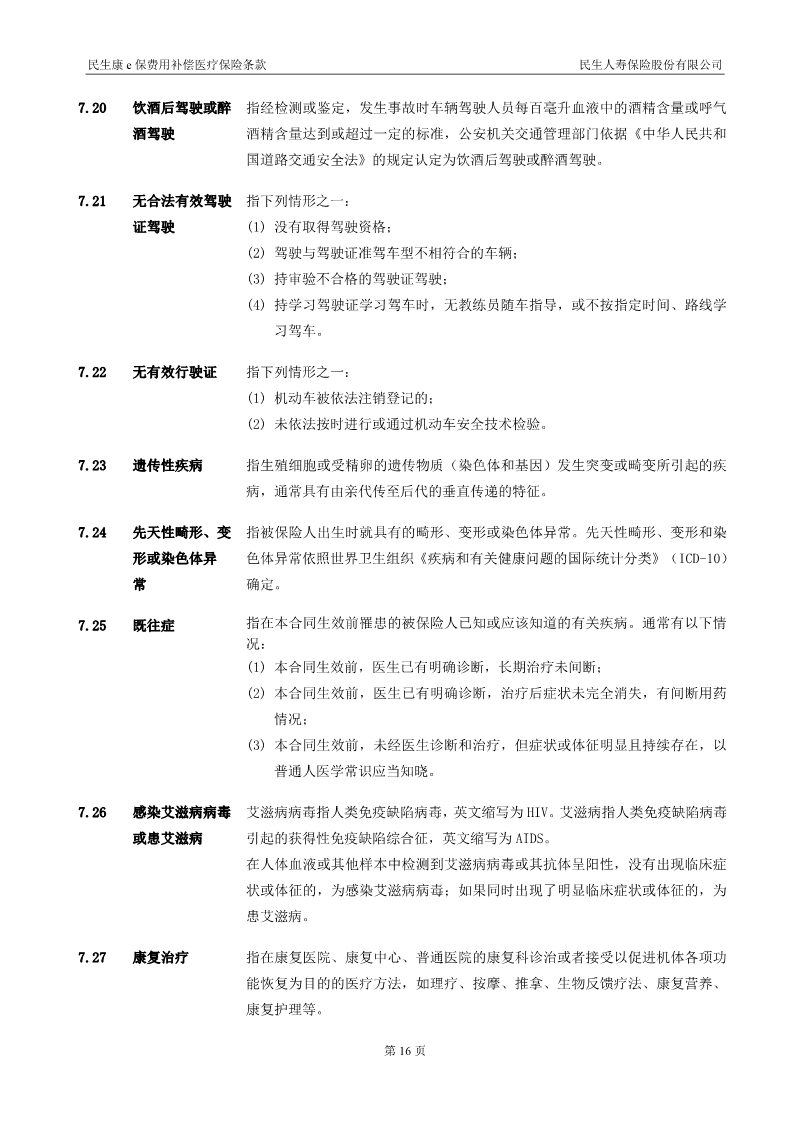 民生康 e 保费用补偿医疗保险条款 民生人寿保险股份有限公司
7.20 饮酒后驾驶或醉 指经检测或鉴定，发生事故时车辆驾驶人员每百毫升血液中的酒精含量或呼气
酒驾驶 酒精含量达到或超过一定的标准，公安机关交通管理部门依据《中华人民共和
国道路交通安全法》的规定认定为饮酒后驾驶或醉酒驾驶。
7.21 无合法有效驾驶 指下列情形之一：
证驾驶 (1) 没有取得驾驶资格；
(2) 驾驶与驾驶证准驾车型不相符合的车辆；
(3) 持审验不合格的驾驶证驾驶；
(4) 持学习驾驶证学习驾车时，无教练员随车指导，或不按指定时间、路线学
习驾车。
7.22 无有效行驶证 指下列情形之一：
(1) 机动车被依法注销登记的；
(2) 未依法按时进行或通过机动车安全技术检验。
7.23 遗传性疾病 指生殖细胞或受精卵的遗传物质（染色体和基因）发生突变或畸变所引起的疾
病，通常具有由亲代传至后代的垂直传递的特征。
7.24 先天性畸形、变 指被保险人出生时就具有的畸形、变形或染色体异常。先天性畸形、变形和染
形或染色体异 色体异常依照世界卫生组织《疾病和有关健康问题的国际统计分类》（ICD-10）
常 确定。
7.25 既往症 指在本合同生效前罹患的被保险人已知或应该知道的有关疾病。通常有以下情
况：
(1) 本合同生效前，医生已有明确诊断，长期治疗未间断；
(2) 本合同生效前，医生已有明确诊断，治疗后症状未完全消失，有间断用药
情况；
(3) 本合同生效前，未经医生诊断和治疗，但症状或体征明显且持续存在，以
普通人医学常识应当知晓。
7.26 感染艾滋病病毒 艾滋病病毒指人类免疫缺陷病毒，英文缩写为 HIV。艾滋病指人类免疫缺陷病毒
或患艾滋病 引起的获得性免疫缺陷综合征，英文缩写为 AIDS。
在人体血液或其他样本中检测到艾滋病病毒或其抗体呈阳性，没有出现临床症
状或体征的，为感染艾滋病病毒；如果同时出现了明显临床症状或体征的，为
患艾滋病。
7.27 康复治疗 指在康复医院、康复中心、普通医院的康复科诊治或者接受以促进机体各项功
能恢复为目的的医疗方法，如理疗、按摩、推拿、生物反馈疗法、康复营养、
康复护理等。
第 16 页